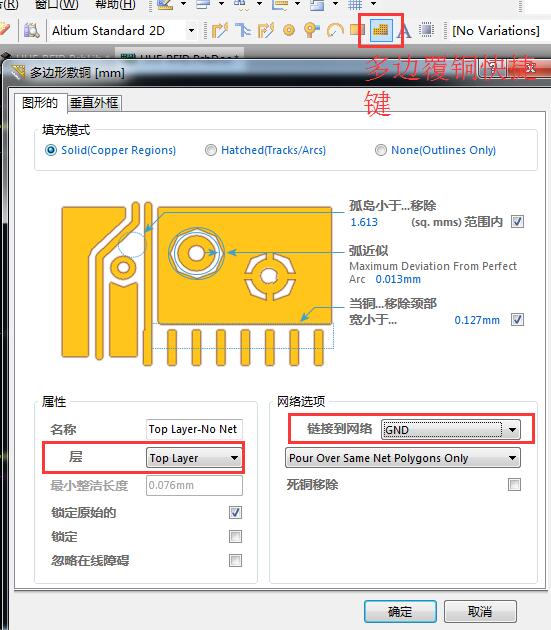 窗口(W) 帮助(H)
Altium Standard 2D
[No Variations]
多边覆铜快捷
键
多边形敷铜 [mm]
图形的
垂直外框
填充模式
Solid(Copper Regions)
Hatched(Tracks/Arcs)
None(Outlines Only)
孤岛小于...移除
1.613 (sq. mms) 范围内
弧近似
Maximum Deviation From Perfect
Arc 0.013mm
当铜...移除颈部
宽小于... 0.127mm
属性
名称 Top Layer-No Net
层 Top Layer
最小整洁长度 0.076mm
锁定原始的
锁定
忽略在线障碍
网络选项
链接到网络 GND
Pour Over Same Net Polygons Only
死铜移除
确定
取消